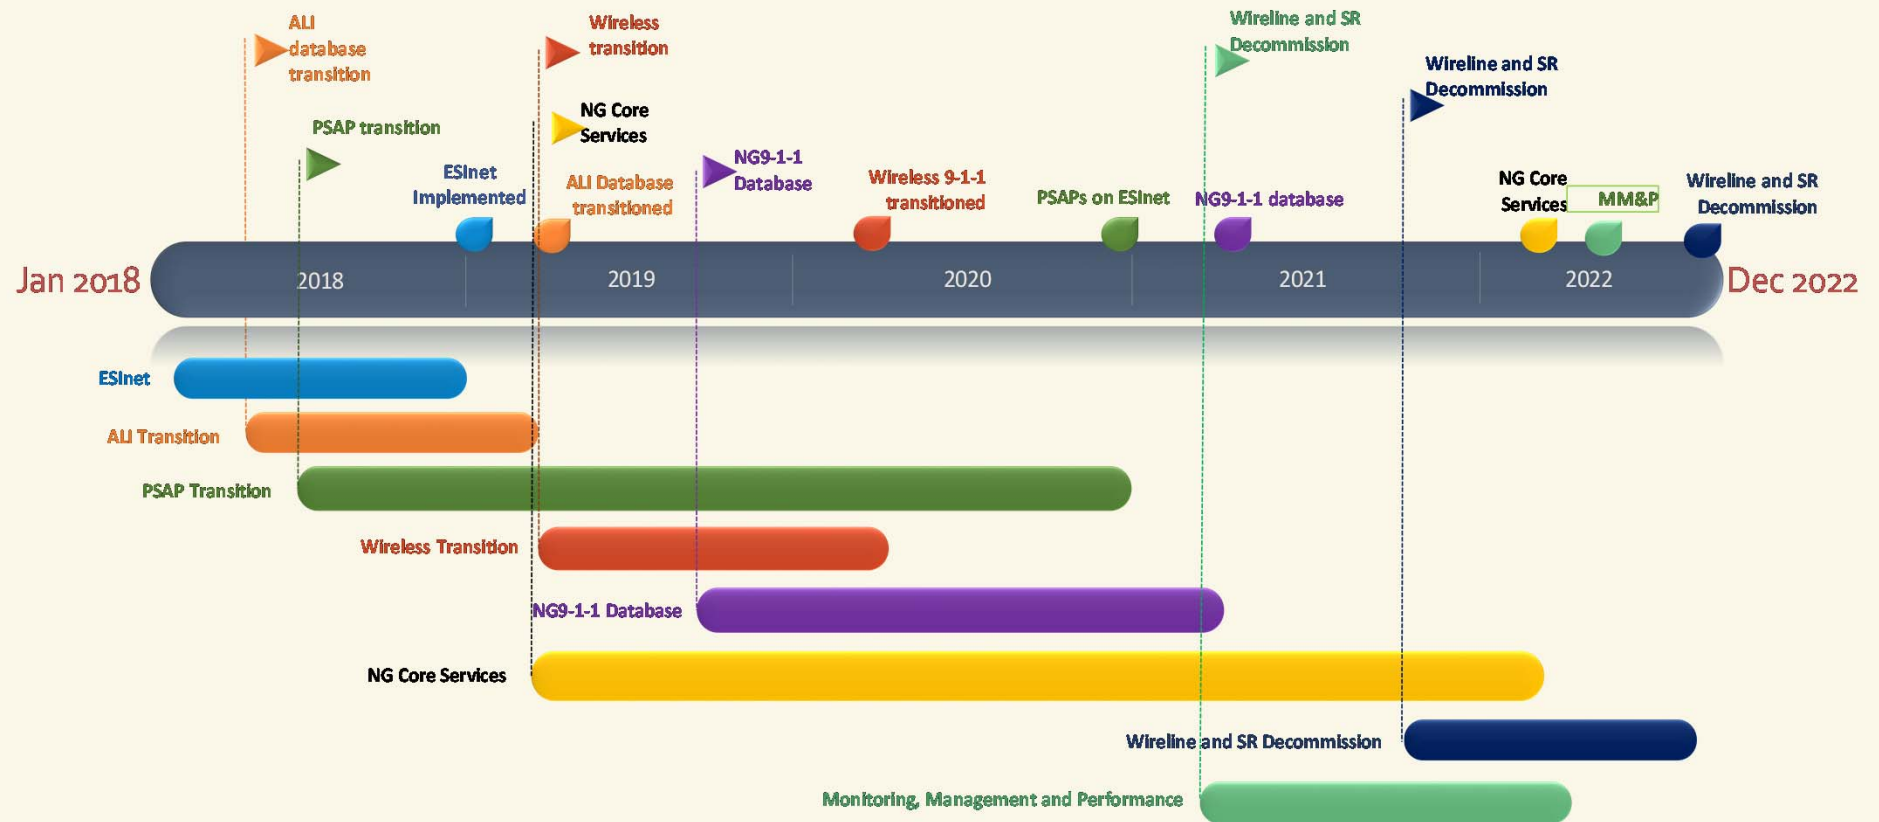 ALI
database
transition
Wireless
transition
Wireline and SR
Decommission
Wireline and SR
Decommission
PSAP transition
NG Core
Services
ESInet
Implemented
ALI Database
transitioned
NG9-1-1
Database
Wireless 9-1-1
transitioned
PSAPs on ESInet
NG9-1-1 database
NG Core
Services
MM&P
Wireline and SR
Decommission
Jan 2018
2018
2019
2020
2021
2022
Dec 2022
ESInet
ALI Transition
PSAP Transition
Wireless Transition
NG9-1-1 Database
NG Core Services
Wireline and SR Decommission
Monitoring, Management and Performance